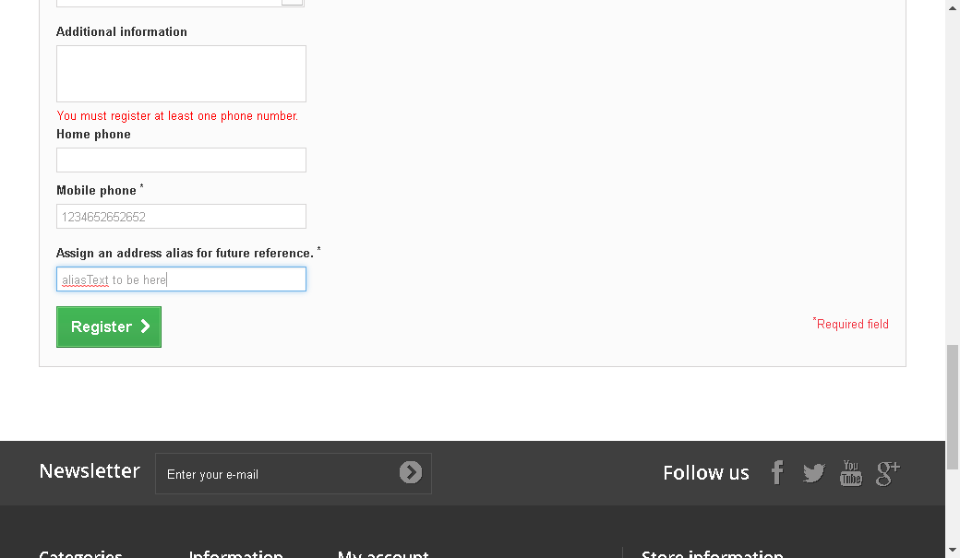 Additional information
You must register at least one phone number.
Home phone
Mobile phone *
1234652652652
Assign an address alias for future reference. *
aliasText to be here
Register
*Required field
Newsletter
Enter your e-mail
Follow us
You
Tube
g+
Categories
Information
My account
Store information